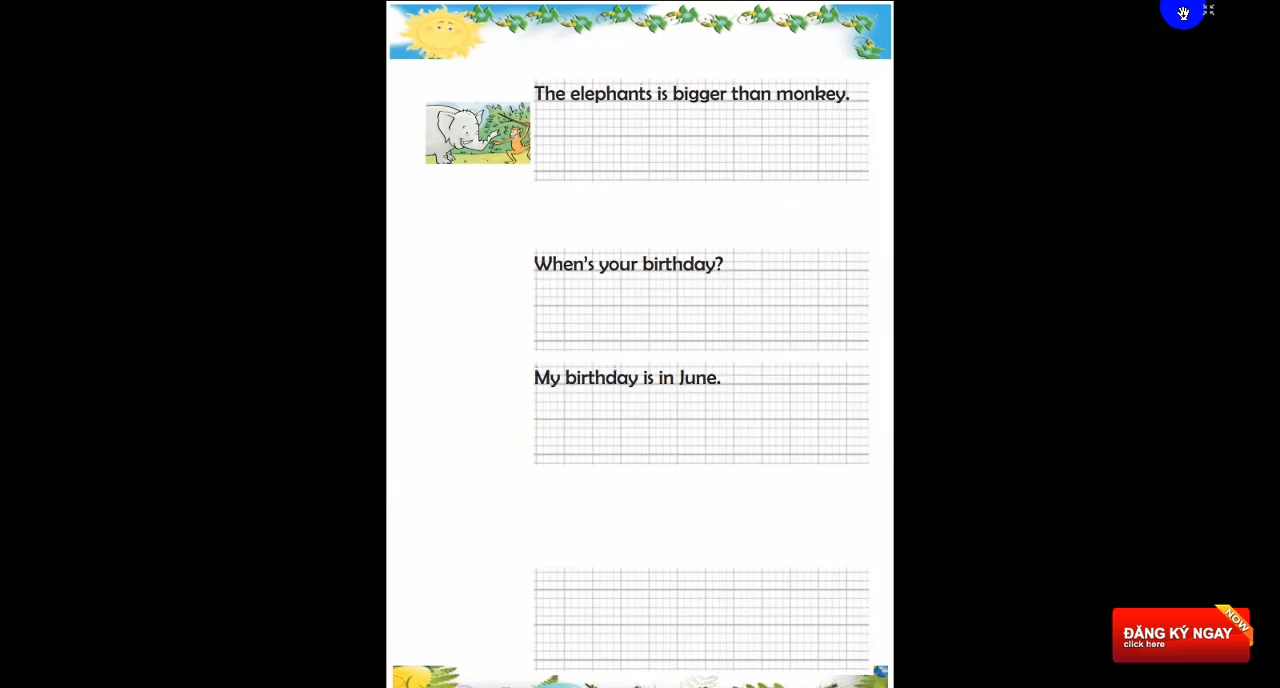 The elephants is bigger than monkey.
When's your birthday?
My birthday is in June.
NOW
ĐĂNG KÝ NGAY
click here